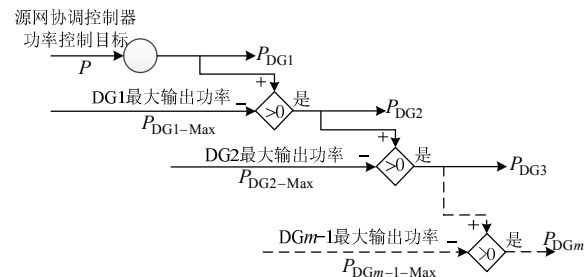 源网协调控制器
功率控制目标
P
P_DG1
+
DG1最大输出功率 − >0 是
P_DG1−Max
P_DG2
+
DG2最大输出功率 − >0 是
P_DG2−Max
P_DG3
+
DGm-1最大输出功率 − >0 是
P_DGm−1−Max
P_DGm